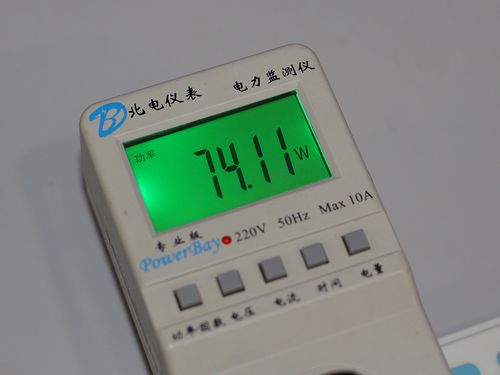 B 北电仪表 电力监测仪
功率
74.11 W
专业版
PowerBay 220V 50Hz Max 10A
功率因数 电压 电流 时间 电量